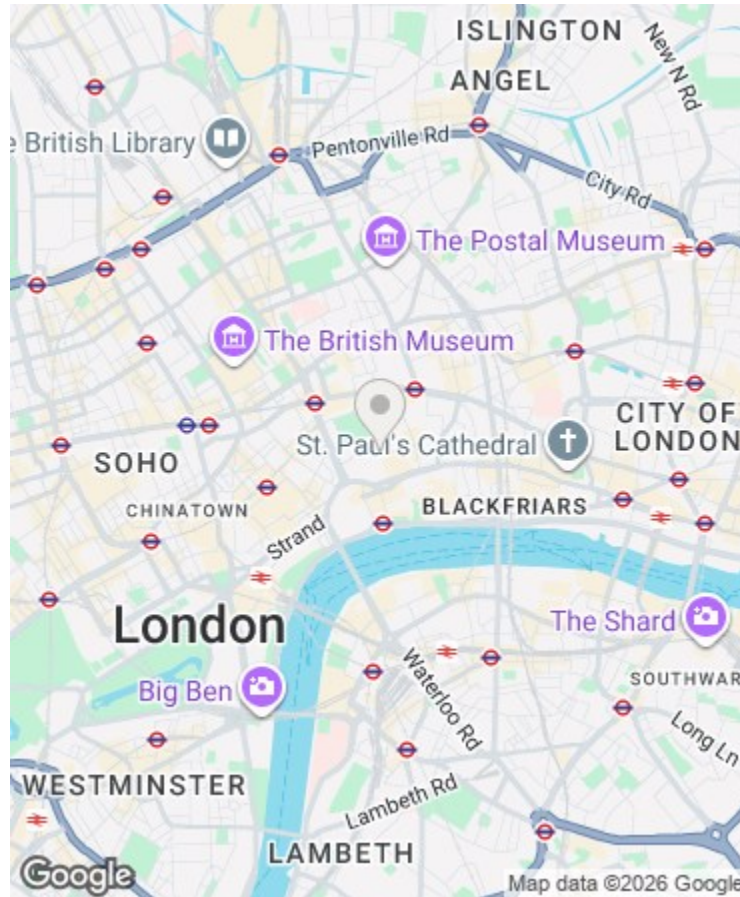 ISLINGTON
ANGEL
New N Rd
e British Library
Pentonville Rd
City Rd
The Postal Museum
The British Museum
CITY OF
LONDON
St. Paul's Cathedral
SOHO
CHINATOWN
BLACKFRIARS
Strand
London
The Shard
Big Ben
Waterloo Rd
SOUTHWAR
Long Ln
WESTMINSTER
Lambeth Rd
LAMBETH
Google
Map data ©2026 Google